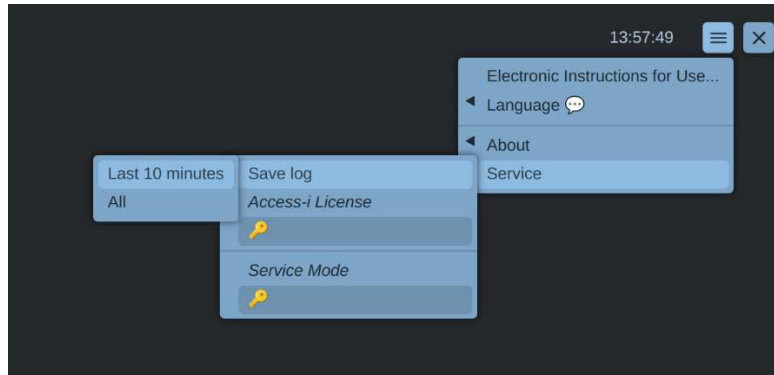 13:57:49
Electronic Instructions for Use...
Language 💬
About
Service
Save log
Access-i License
🔑
Service Mode
🔑
Last 10 minutes
All